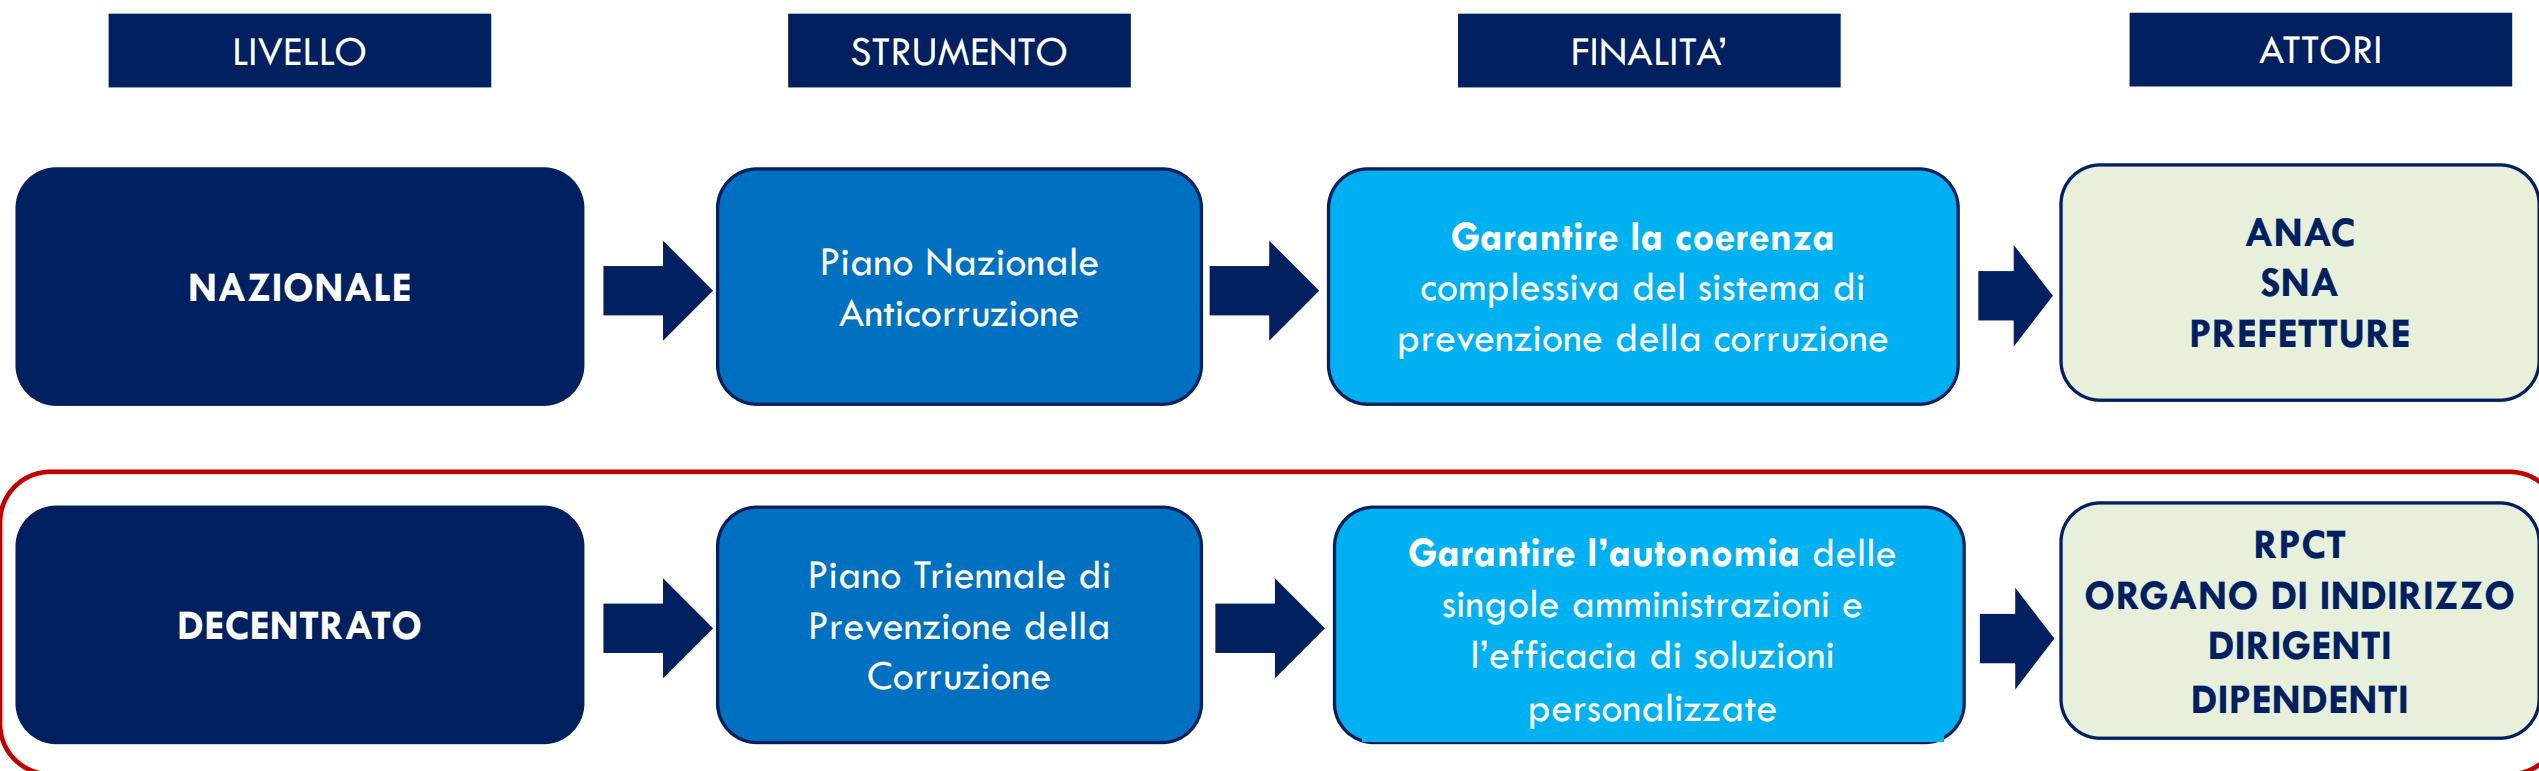 LIVELLO
STRUMENTO
FINALITA’
ATTORI
NAZIONALE
Piano Nazionale
Anticorruzione
Garantire la coerenza
complessiva del sistema di
prevenzione della corruzione
ANAC
SNA
PREFETTURE
DECENTRATO
Piano Triennale di
Prevenzione della
Corruzione
Garantire l’autonomia delle
singole amministrazioni e
l’efficacia di soluzioni
personalizzate
RPCT
ORGANO DI INDIRIZZO
DIRIGENTI
DIPENDENTI